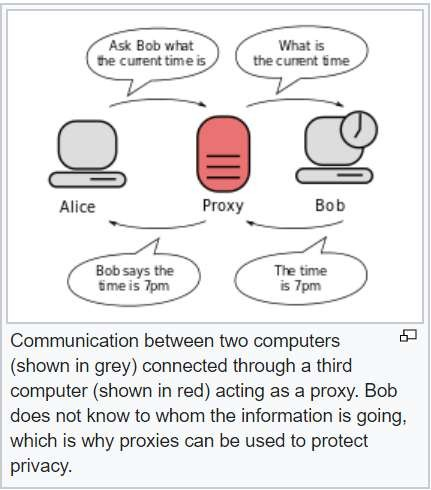 Ask Bob what
the current time is
What is
the current time
Alice
Proxy
Bob
Bob says the
time is 7pm
The time
is 7pm
Communication between two computers
(shown in grey) connected through a third
computer (shown in red) acting as a proxy. Bob
does not know to whom the information is going,
which is why proxies can be used to protect
privacy.